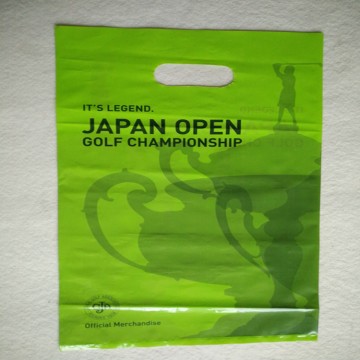 IT'S LEGEND.
JAPAN OPEN
GOLF CHAMPIONSHIP
Official Merchandise